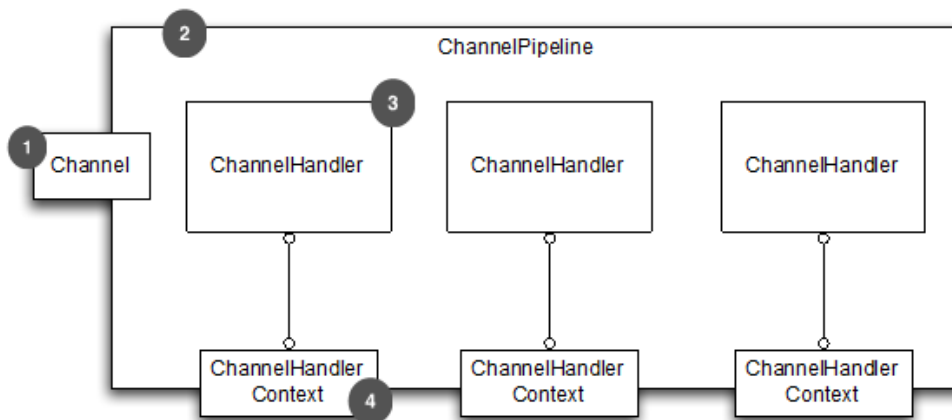 2
ChannelPipeline
3
1
Channel
ChannelHandler
ChannelHandler
ChannelHandler
ChannelHandler
Context
4
ChannelHandler
Context
ChannelHandler
Context